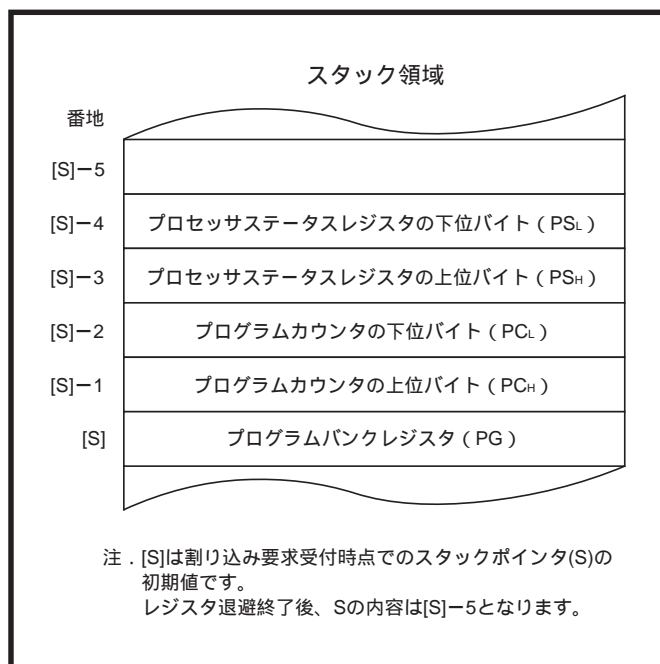 スタック領域
番地
[S]ー5
[S]ー4 プロセッサステータスレジスタの下位バイト(PSL)
[S]ー3 プロセッサステータスレジスタの上位バイト(PSH)
[S]ー2 プログラムカウンタの下位バイト(PCL)
[S]ー1 プログラムカウンタの上位バイト(PCH)
[S] プログラムバンクレジスタ(PG)
注.[S]は割り込み要求受付時点でのスタックポインタ(S)の
初期値です。
レジスタ退避終了後、Sの内容は[S]ー5となります。